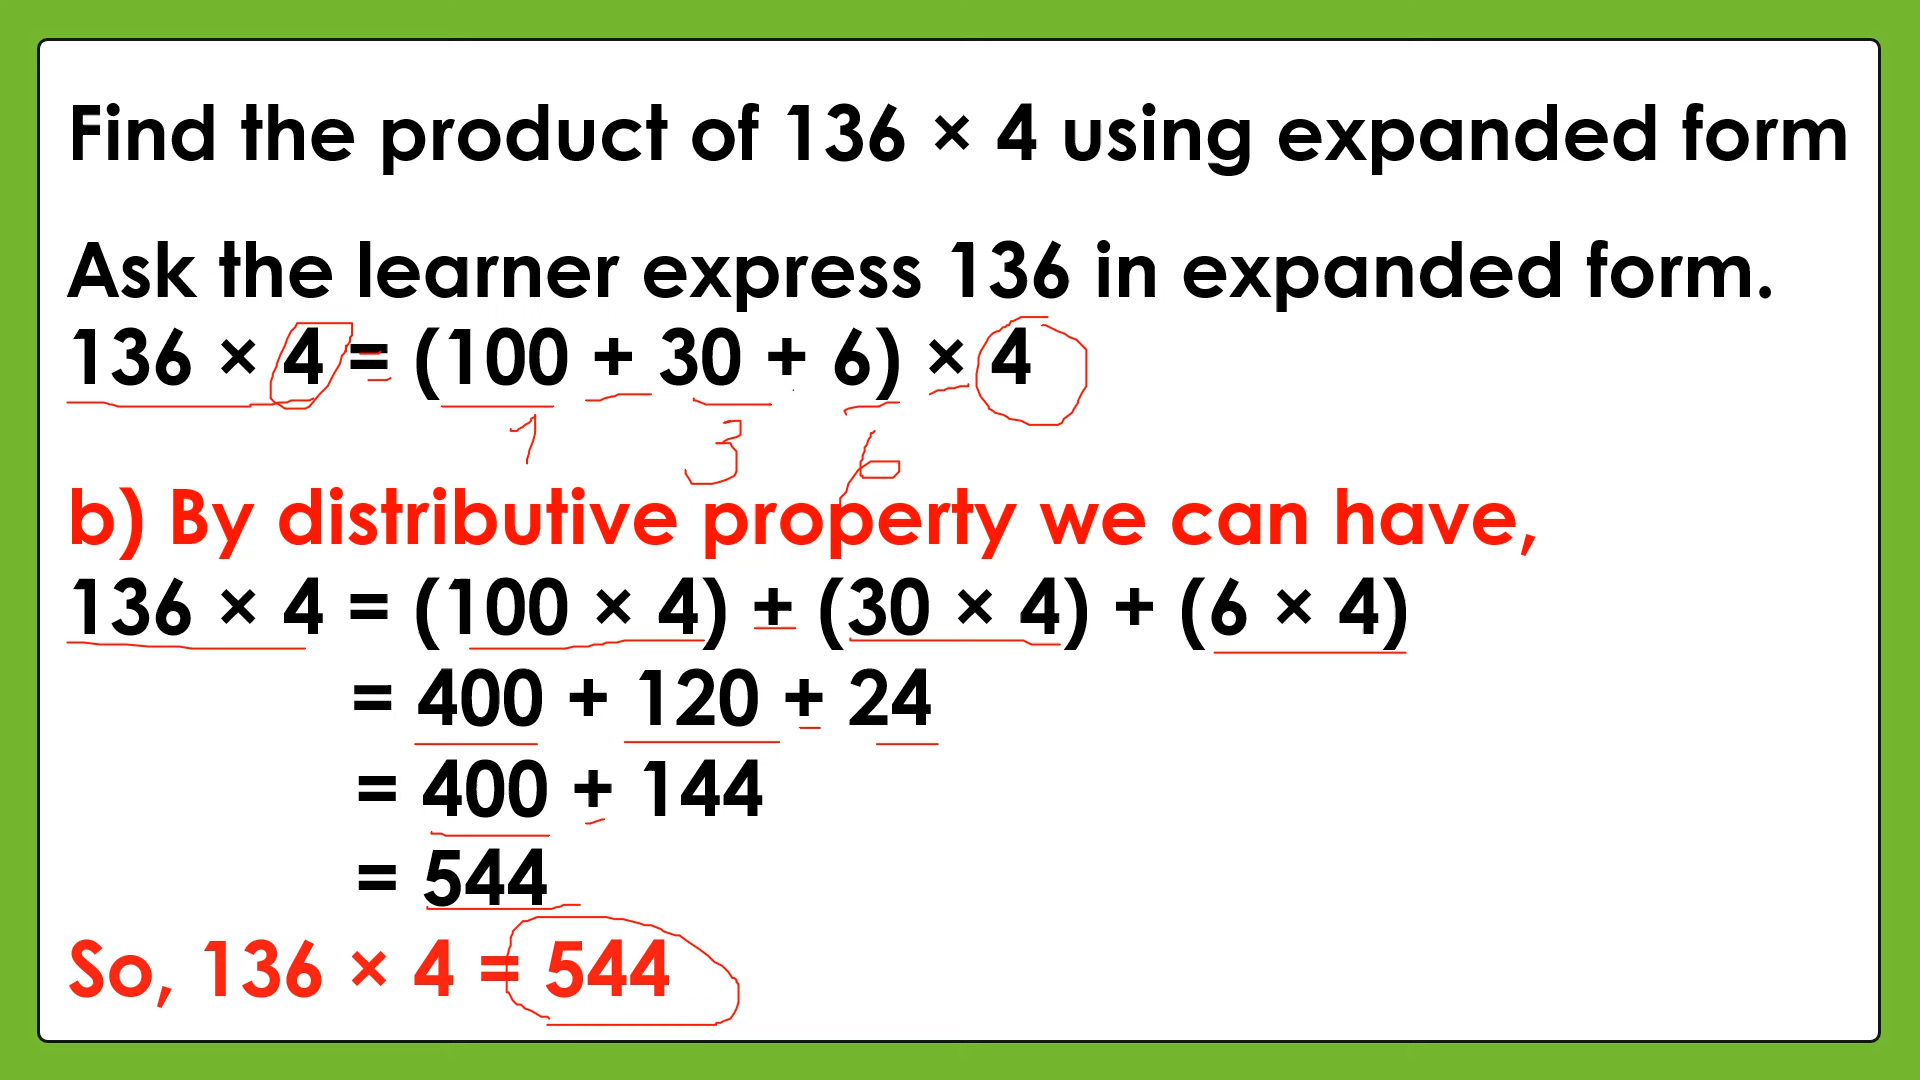 Find the product of 136 × 4 using expanded form
Ask the learner express 136 in expanded form.
136 × 4 = (100 + 30 + 6) × 4
1 3 6
b) By distributive property we can have,
136 × 4 = (100 × 4) + (30 × 4) + (6 × 4)
= 400 + 120 + 24
= 400 + 144
= 544
So, 136 × 4 = 544